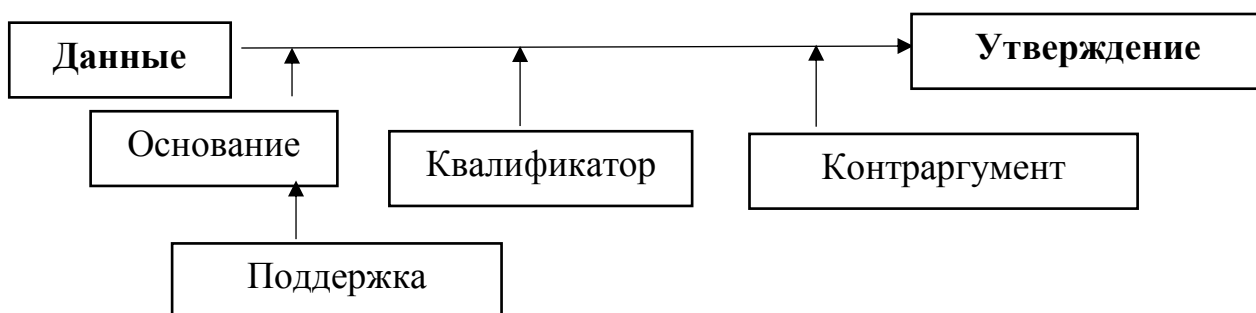 Данные
Утверждение
Основание
Квалификатор
Контраргумент
Поддержка